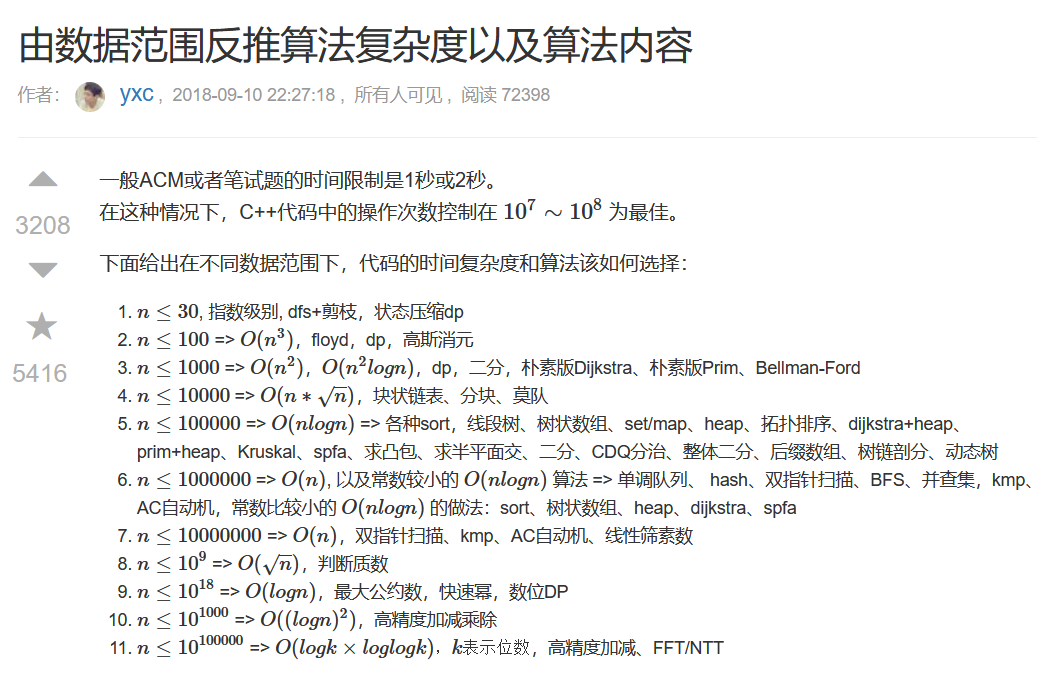 由数据范围反推算法复杂度以及算法内容
作者： yxc， 2018-09-10 22:27:18， 所有人可见， 阅读 72398
一般ACM或者笔试题的时间限制是1秒或2秒。
在这种情况下，C++代码中的操作次数控制在 10^7 ∼ 10^8 为最佳。
3208
下面给出在不同数据范围下，代码的时间复杂度和算法该如何选择：
1. n ≤ 30, 指数级别, dfs+剪枝，状态压缩dp
2. n ≤ 100 => O(n^3)，floyd，dp，高斯消元
3. n ≤ 1000 => O(n^2)，O(n^2logn)，dp，二分，朴素版Dijkstra、朴素版Prim、Bellman-Ford
5416
4. n ≤ 10000 => O(n * √n)，块状链表、分块、莫队
5. n ≤ 100000 => O(nlogn) => 各种sort，线段树、树状数组、set/map、heap、拓扑排序、dijkstra+heap、
prim+heap、Kruskal、spfa、求凸包、求半平面交、二分、CDQ分治、整体二分、后缀数组、树链剖分、动态树
6. n ≤ 1000000 => O(n), 以及常数较小的 O(nlogn) 算法 => 单调队列、 hash、双指针扫描、BFS、并查集，kmp、
AC自动机，常数比较小的 O(nlogn) 的做法：sort、树状数组、heap、dijkstra、spfa
7. n ≤ 10000000 => O(n)，双指针扫描、kmp、AC自动机、线性筛素数
8. n ≤ 10^9 => O(√n)，判断质数
9. n ≤ 10^18 => O(logn)，最大公约数，快速幂，数位DP
10. n ≤ 10^1000 => O((logn)^2)，高精度加减乘除
11. n ≤ 10^100000 => O(logk × loglogk)，k表示位数，高精度加减、FFT/NTT